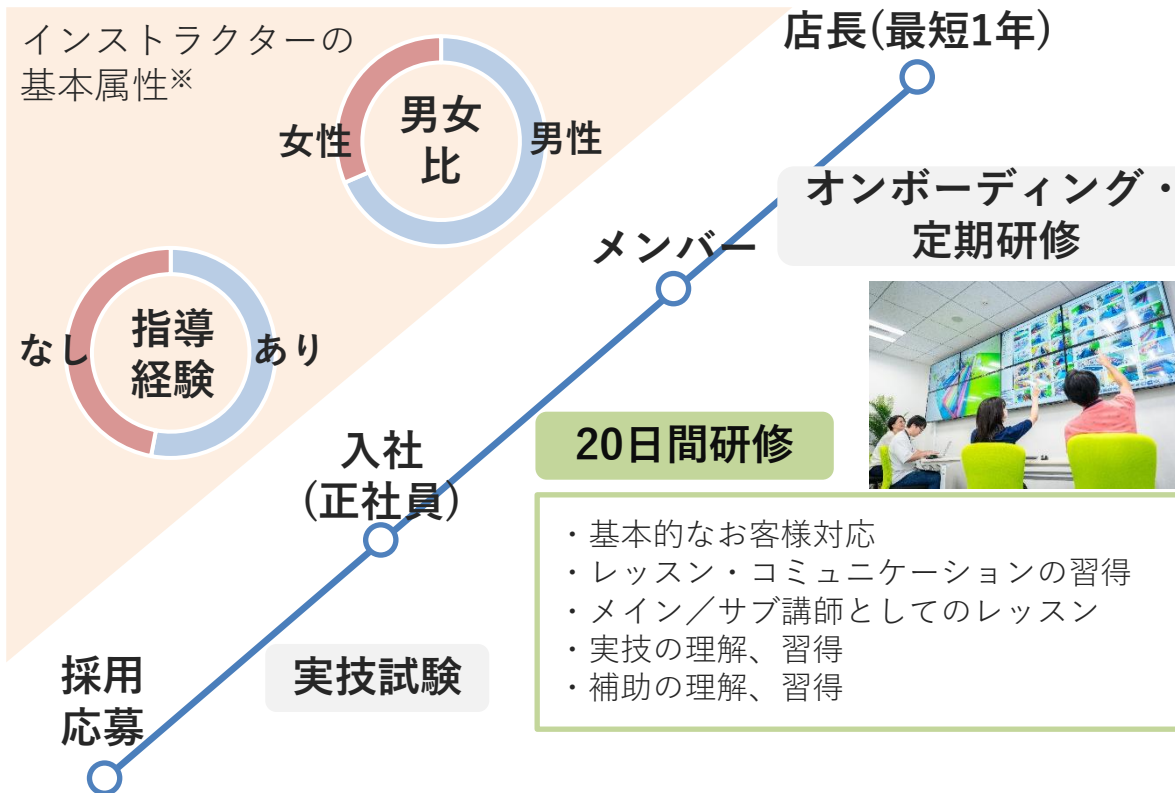 インストラクターの
基本属性※
男女
比
女性
男性
指導
経験
なし
あり
店長(最短1年)
オンボーディング・
定期研修
メンバー
20日間研修
入社
(正社員)
・基本的なお客様対応
・レッスン・コミュニケーションの習得
・メイン／サブ講師としてのレッスン
・実技の理解、習得
・補助の理解、習得
実技試験
採用
応募